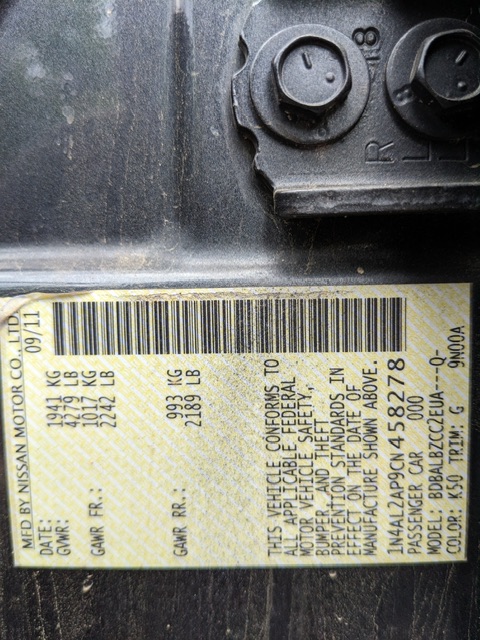 MFD BY NISSAN MOTOR CO., LTD.
DATE: 09/11
GVWR: 1941 KG
4279 LB
GAWR FR.: 1017 KG
2242 LB
GAWR RR.: 993 KG
2189 LB
THIS VEHICLE CONFORMS TO
ALL APPLICABLE FEDERAL
MOTOR VEHICLE SAFETY,
BUMPER, AND THEFT
PREVENTION STANDARDS IN
EFFECT ON THE DATE OF
MANUFACTURE SHOWN ABOVE.
1N4AL2AP9CN458278
PASSENGER CAR 000
MODEL: BDBALBZCCZEUA----Q-
COLOR: K50 TRIM: G 9N00A
R
L
L
8